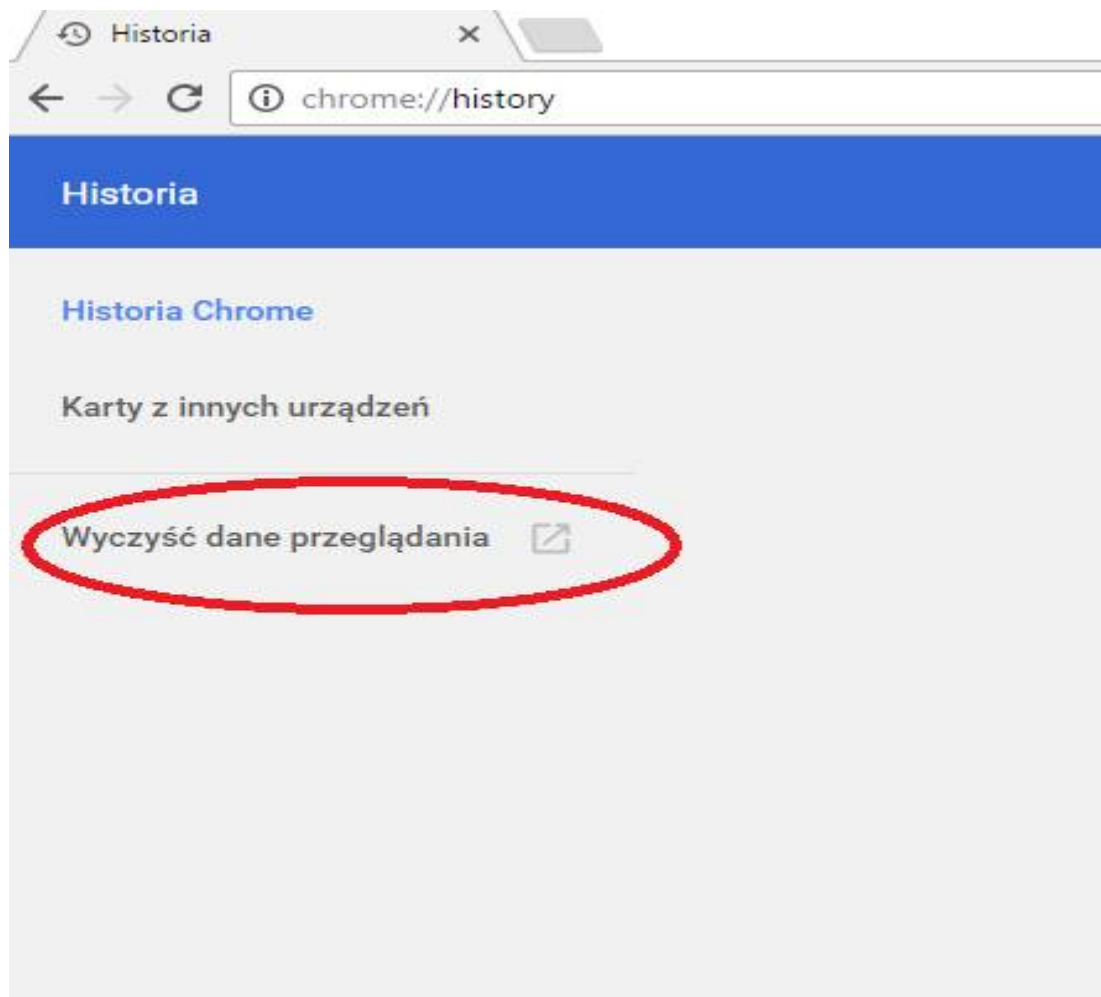 Historia
chrome://history
Historia
Historia Chrome
Karty z innych urządzeń
Wyczyść dane przeglądania